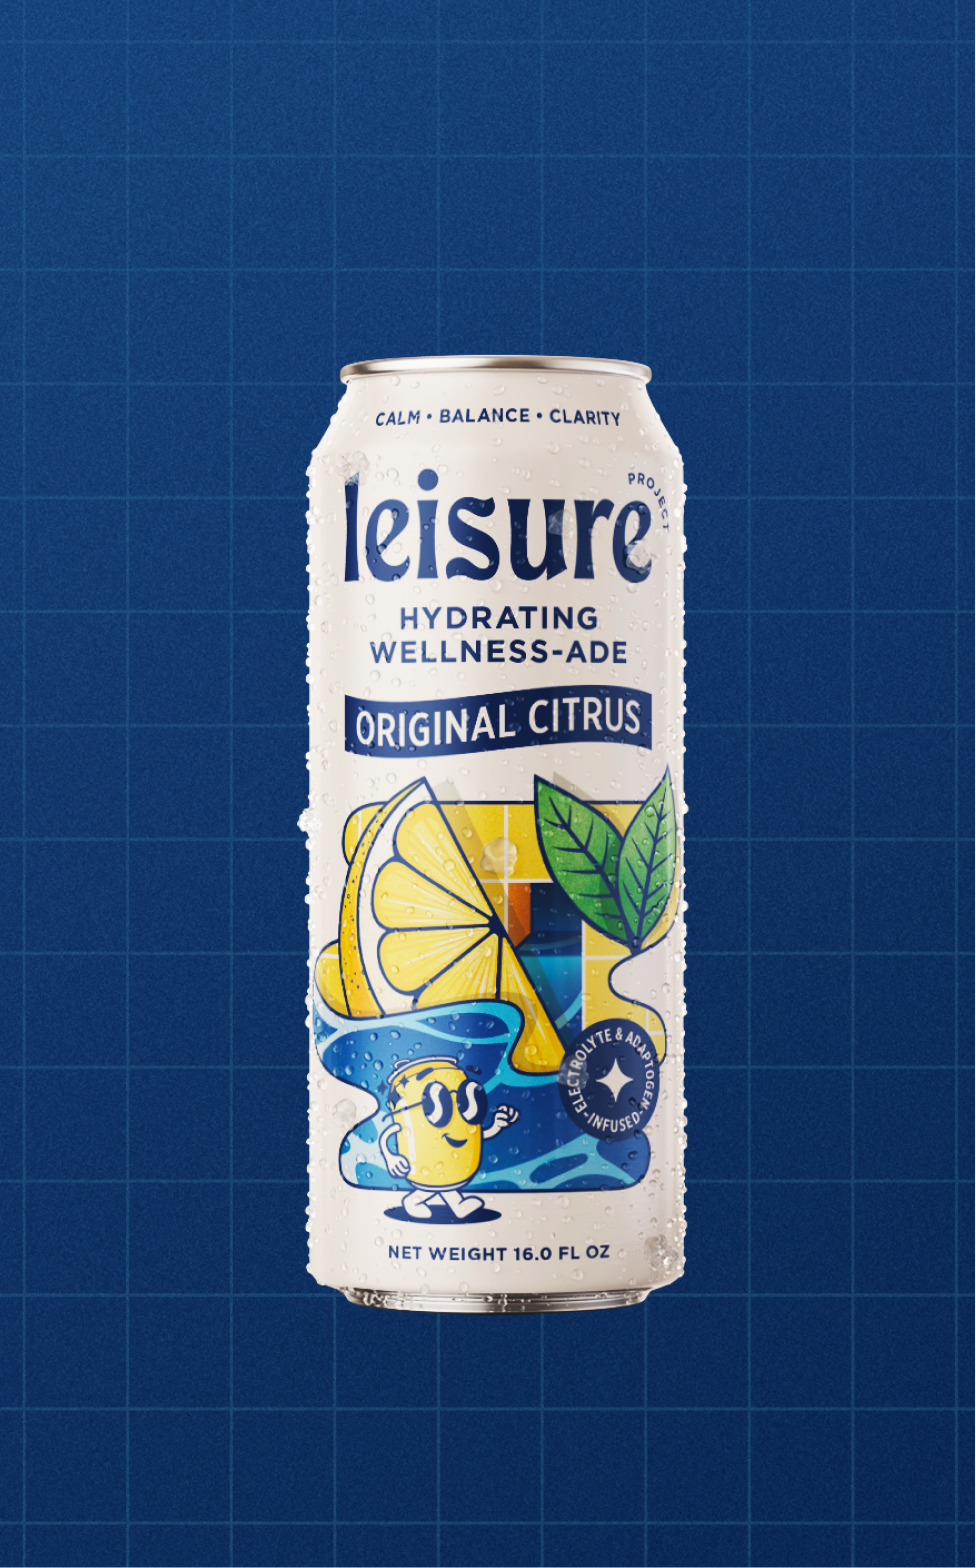 CALM • BALANCE • CLARITY
leisure
PROJECT
HYDRATING
WELLNESS-ADE
ORIGINAL CITRUS
ELECTROLYTE & ADAPTOGEN
-INFUSED-
NET WEIGHT 16.0 FL OZ